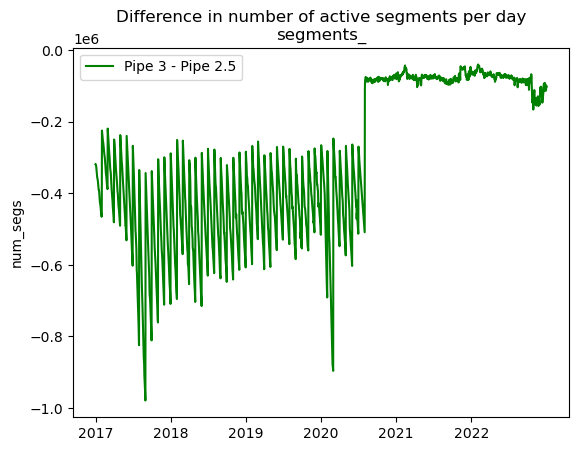 Difference in number of active segments per day
segments_
1e6
Pipe 3 - Pipe 2.5
0.0
−0.2
−0.4
−0.6
−0.8
−1.0
num_segs
2017 2018 2019 2020 2021 2022